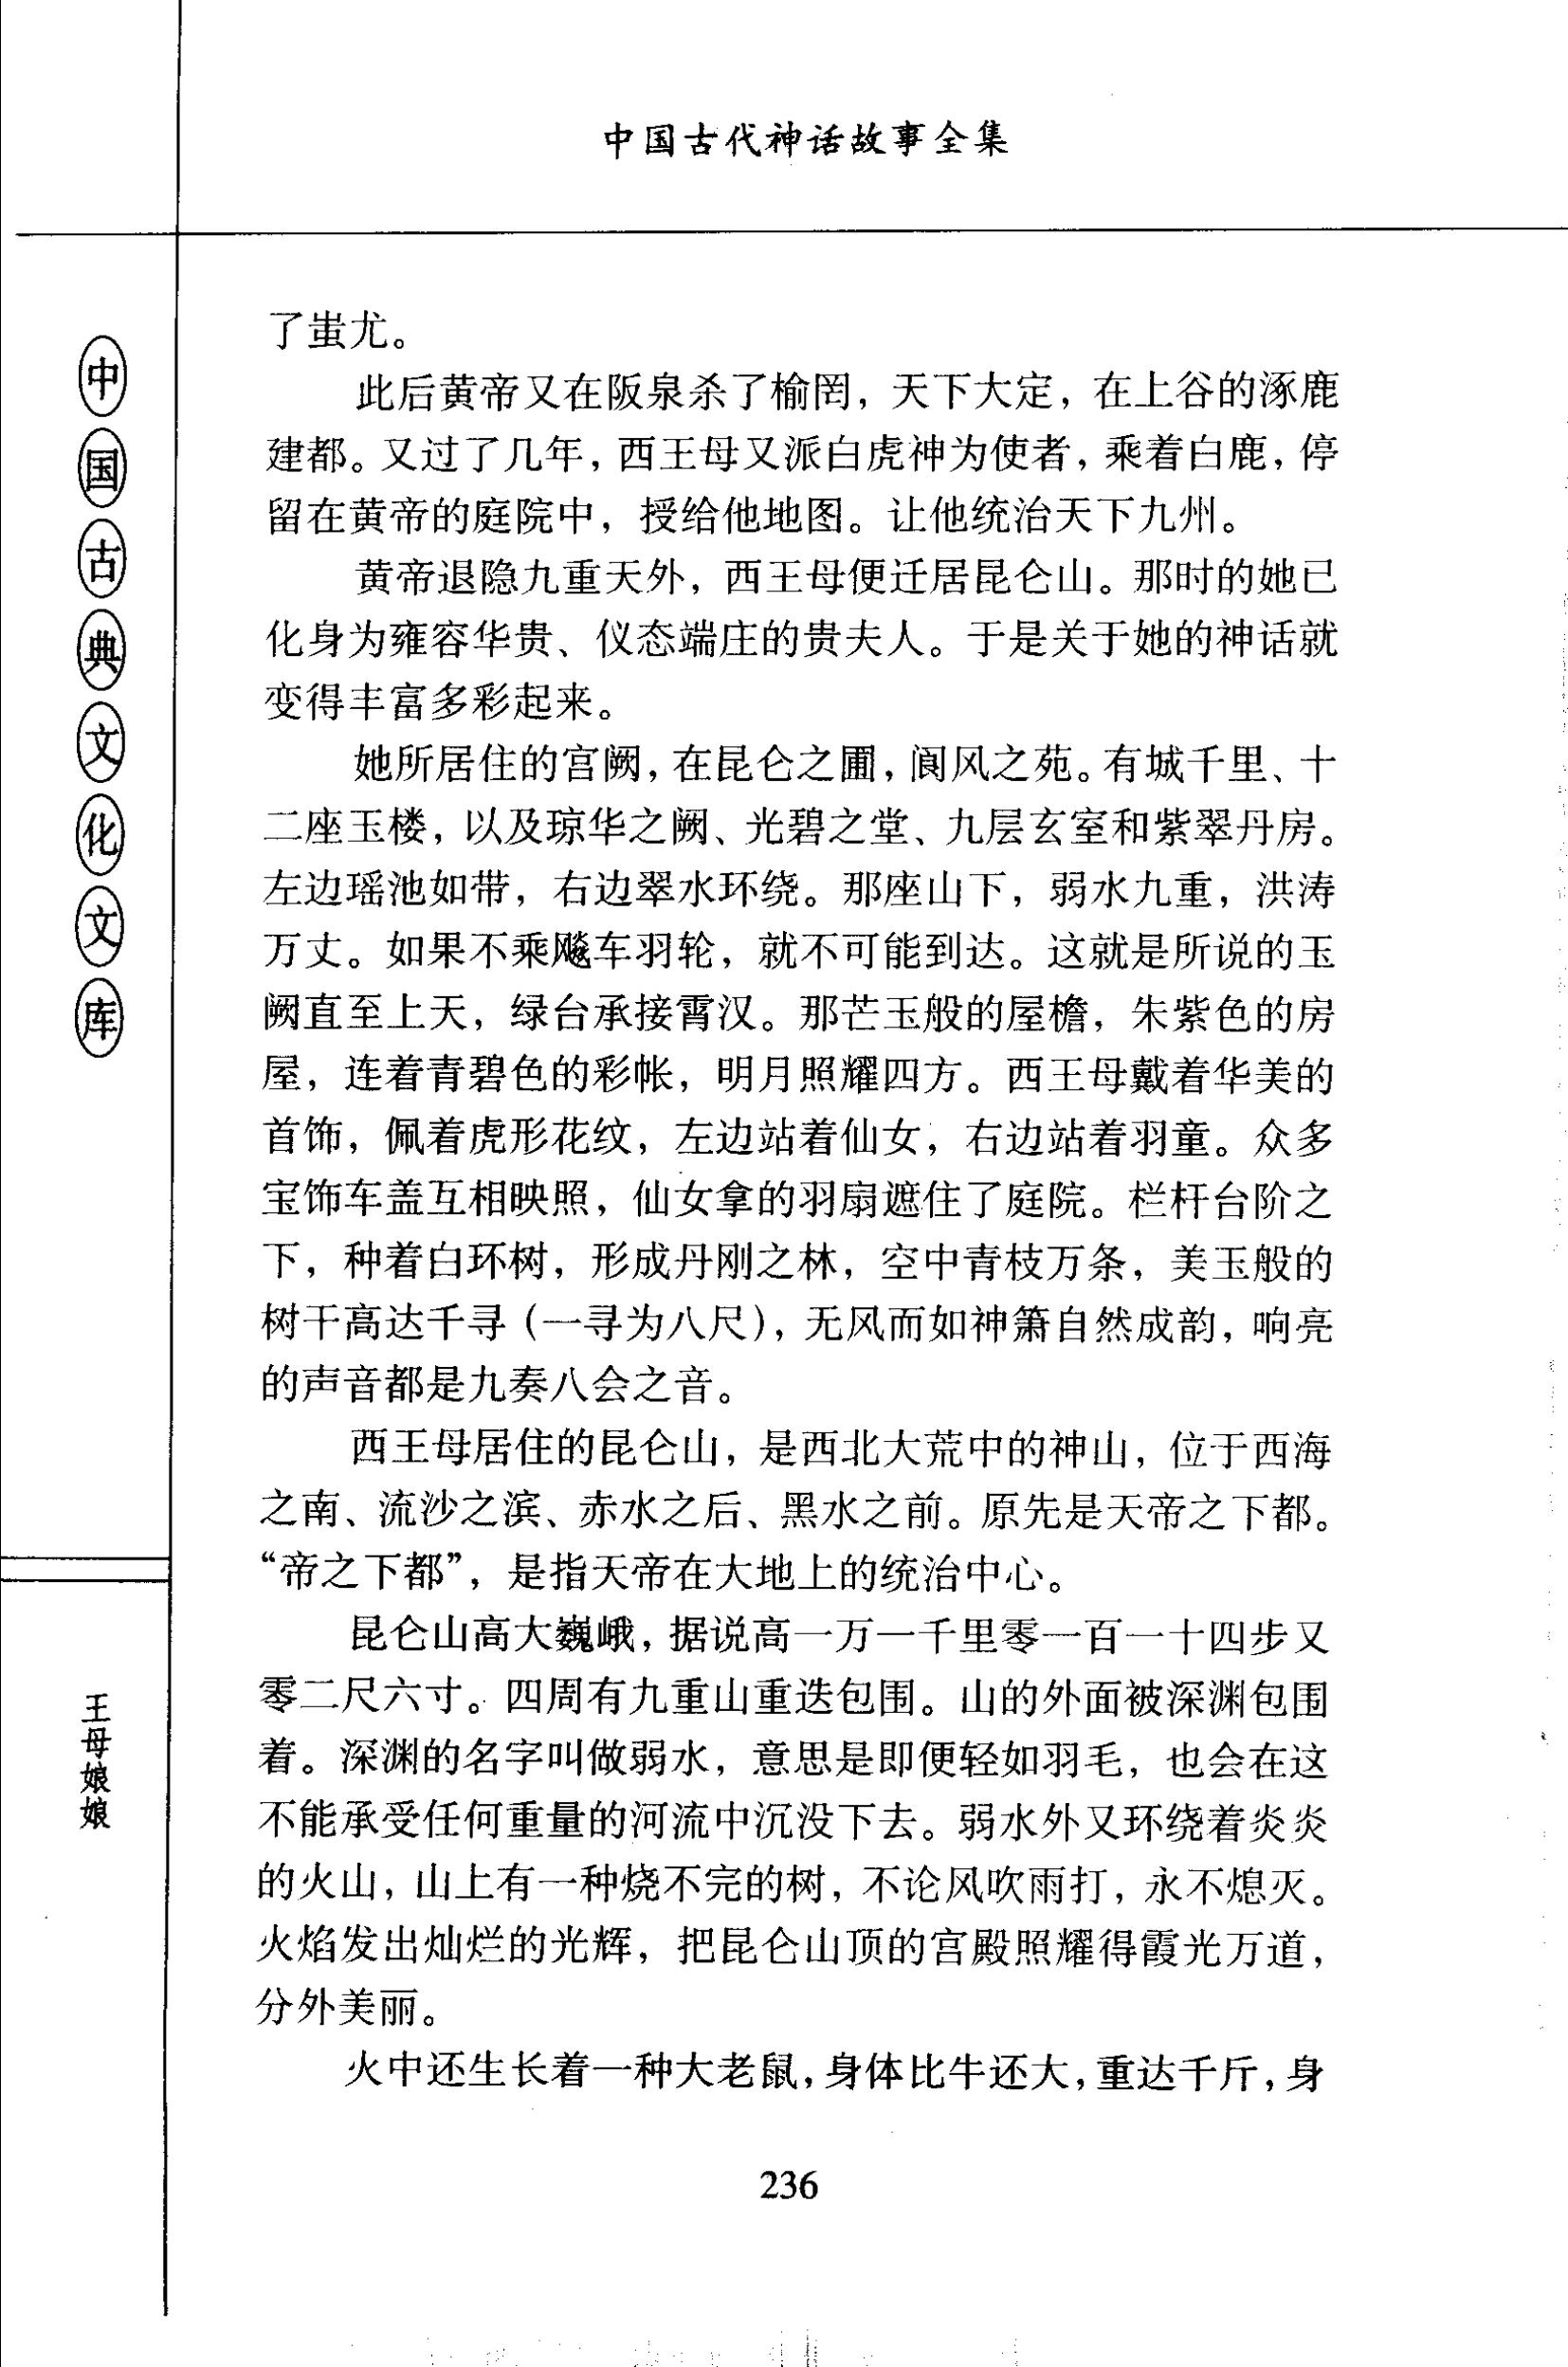 中国古代神话故事全集
中国古典文化文库
王母娘娘
了蚩尤。
此后黄帝又在阪泉杀了榆罔，天下大定，在上谷的涿鹿
建都。又过了几年，西王母又派白虎神为使者，乘着白鹿，停
留在黄帝的庭院中，授给他地图。让他统治天下九州。
黄帝退隐九重天外，西王母便迁居昆仑山。那时的她已
化身为雍容华贵、仪态端庄的贵夫人。于是关于她的神话就
变得丰富多彩起来。
她所居住的宫阙，在昆仑之圃，阆风之苑。有城千里、十
二座玉楼，以及琼华之阙、光碧之堂、九层玄室和紫翠丹房。
左边瑶池如带，右边翠水环绕。那座山下，弱水九重，洪涛
万丈。如果不乘飚车羽轮，就不可能到达。这就是所说的玉
阙直至上天，绿台承接霄汉。那芒玉般的屋檐，朱紫色的房
屋，连着青碧色的彩帐，明月照耀四方。西王母戴着华美的
首饰，佩着虎形花纹，左边站着仙女，右边站着羽童。众多
宝饰车盖互相映照，仙女拿的羽扇遮住了庭院。栏杆台阶之
下，种着白环树，形成丹刚之林，空中青枝万条，美玉般的
树干高达千寻（一寻为八尺），无风而如神箫自然成韵，响亮
的声音都是九奏八会之音。
西王母居住的昆仑山，是西北大荒中的神山，位于西海
之南、流沙之滨、赤水之后、黑水之前。原先是天帝之下都。
“帝之下都”，是指天帝在大地上的统治中心。
昆仑山高大巍峨，据说高一万一千里零一百一十四步又
零二尺六寸。四周有九重山重迭包围。山的外面被深渊包围
着。深渊的名字叫做弱水，意思是即便轻如羽毛，也会在这
不能承受任何重量的河流中沉没下去。弱水外又环绕着炎炎
的火山，山上有一种烧不完的树，不论风吹雨打，永不熄灭。
火焰发出灿烂的光辉，把昆仑山顶的宫殿照耀得霞光万道，
分外美丽。
火中还生长着一种大老鼠，身体比牛还大，重达千斤，身
236